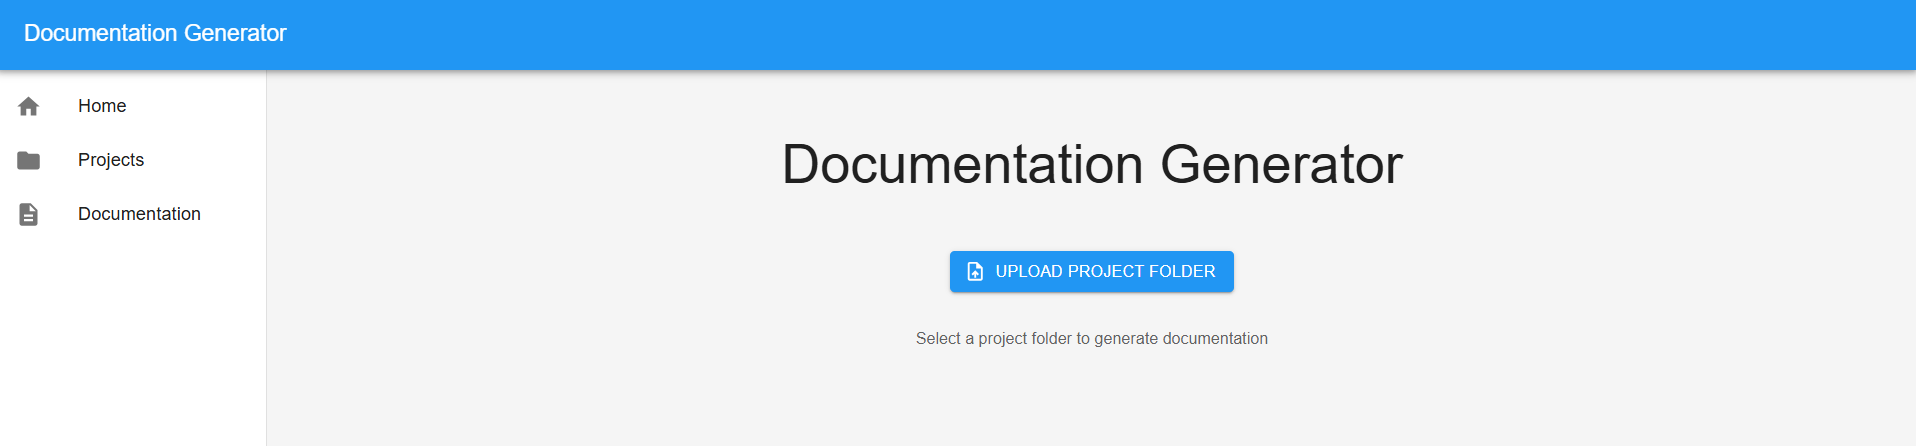 Documentation Generator
Home
Projects
Documentation
Documentation Generator
UPLOAD PROJECT FOLDER
Select a project folder to generate documentation